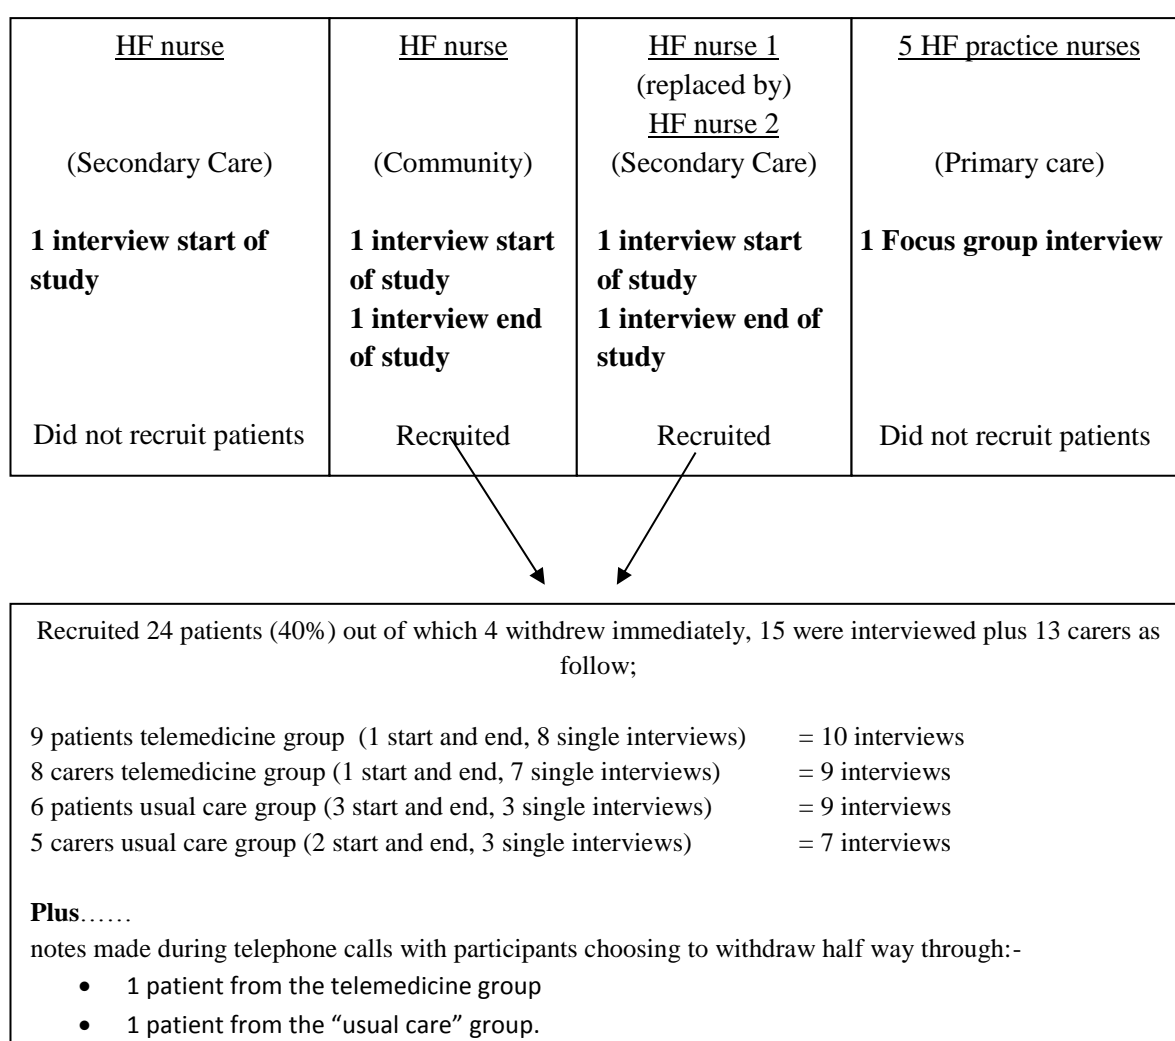 HF nurse
(Secondary Care)
1 interview start of
study
Did not recruit patients
HF nurse
(Community)
1 interview start
of study
1 interview end
of study
Recruited
HF nurse 1
(replaced by)
HF nurse 2
(Secondary Care)
1 interview start
of study
1 interview end of
study
Recruited
5 HF practice nurses
(Primary care)
1 Focus group interview
Did not recruit patients
Recruited 24 patients (40%) out of which 4 withdrew immediately, 15 were interviewed plus 13 carers as
follow;
9 patients telemedicine group (1 start and end, 8 single interviews) = 10 interviews
8 carers telemedicine group (1 start and end, 7 single interviews) = 9 interviews
6 patients usual care group (3 start and end, 3 single interviews) = 9 interviews
5 carers usual care group (2 start and end, 3 single interviews) = 7 interviews
Plus……
notes made during telephone calls with participants choosing to withdraw half way through:-
• 1 patient from the telemedicine group
• 1 patient from the “usual care” group.